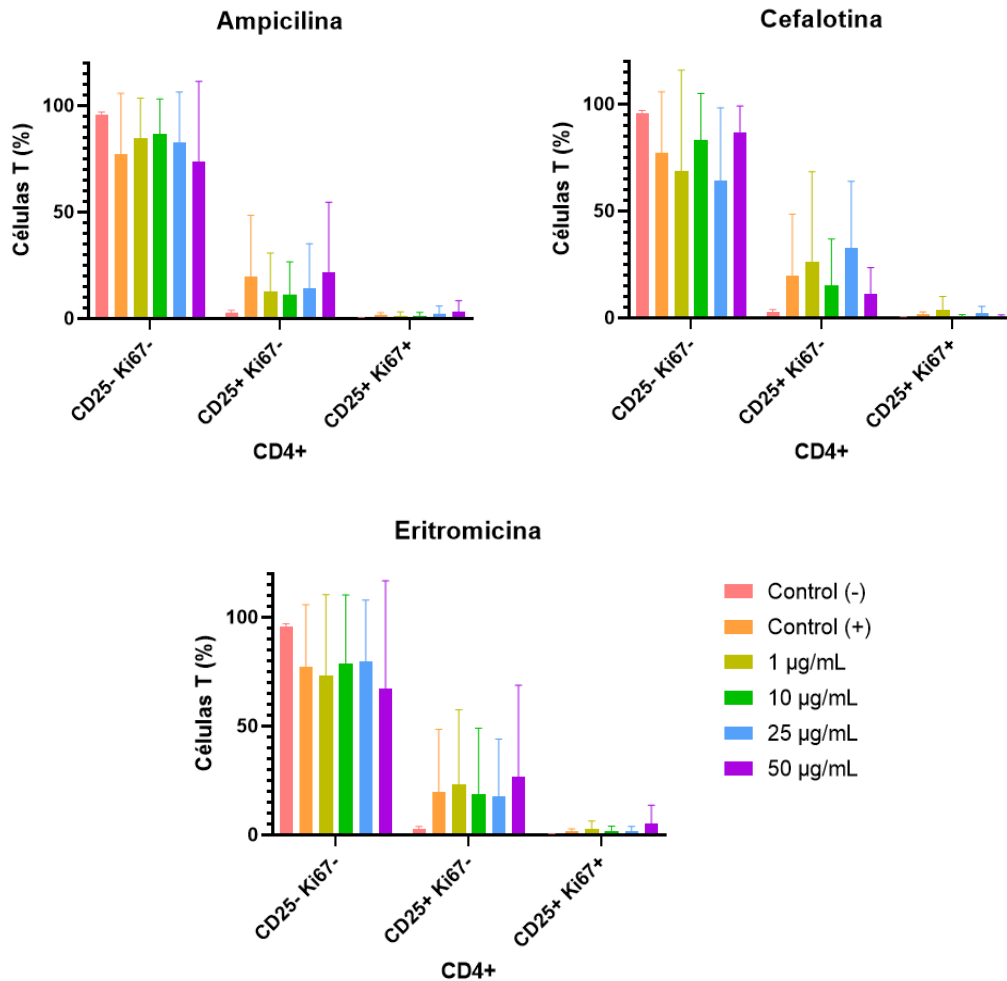 Ampicilina
Células T (%)
100
50
0
CD25- Ki67-
CD25+ Ki67-
CD25+ Ki67+
CD4+
Cefalotina
Células T (%)
100
50
0
CD25- Ki67-
CD25+ Ki67-
CD25+ Ki67+
CD4+
Eritromicina
Células T (%)
100
50
0
CD25- Ki67-
CD25+ Ki67-
CD25+ Ki67+
CD4+
Control (-)
Control (+)
1 µg/mL
10 µg/mL
25 µg/mL
50 µg/mL